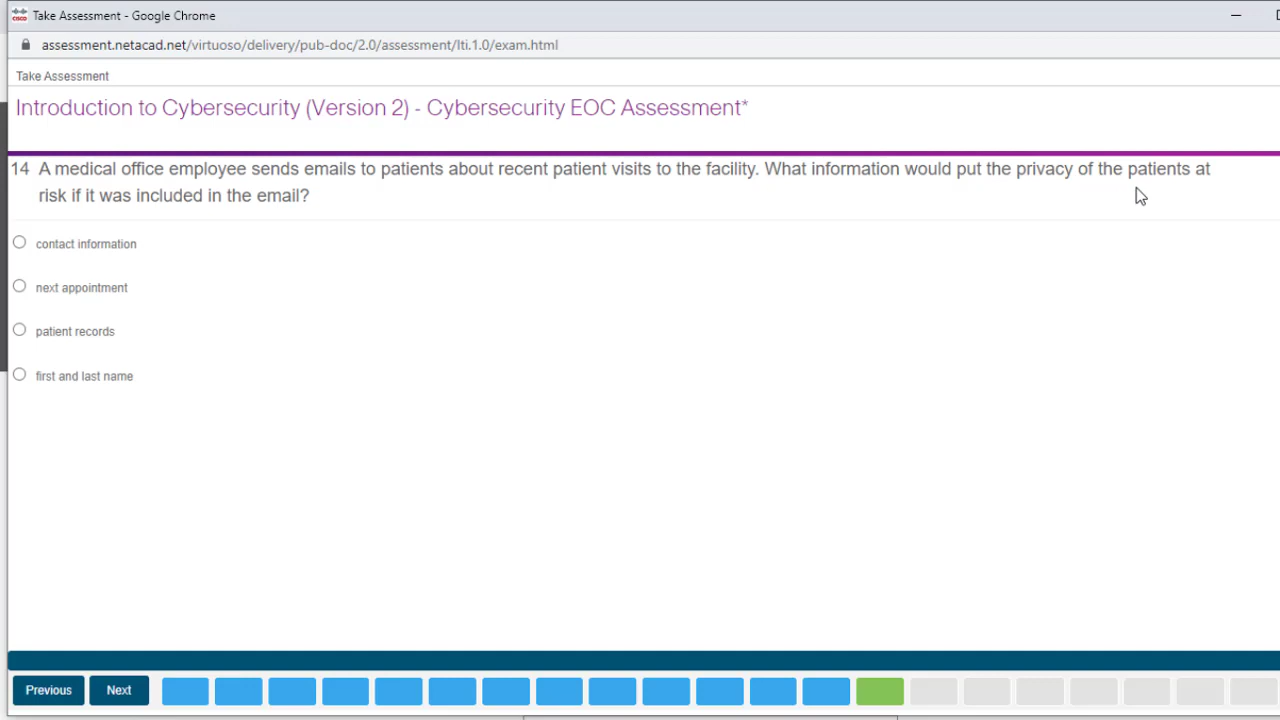 CISCO
Take Assessment - Google Chrome
assessment.netacad.net/virtuoso/delivery/pub-doc/2.0/assessment/lti.1.0/exam.html
Take Assessment
Introduction to Cybersecurity (Version 2) - Cybersecurity EOC Assessment*
14 A medical office employee sends emails to patients about recent patient visits to the facility. What information would put the privacy of the patients at
risk if it was included in the email?
contact information
next appointment
patient records
first and last name
Previous Next